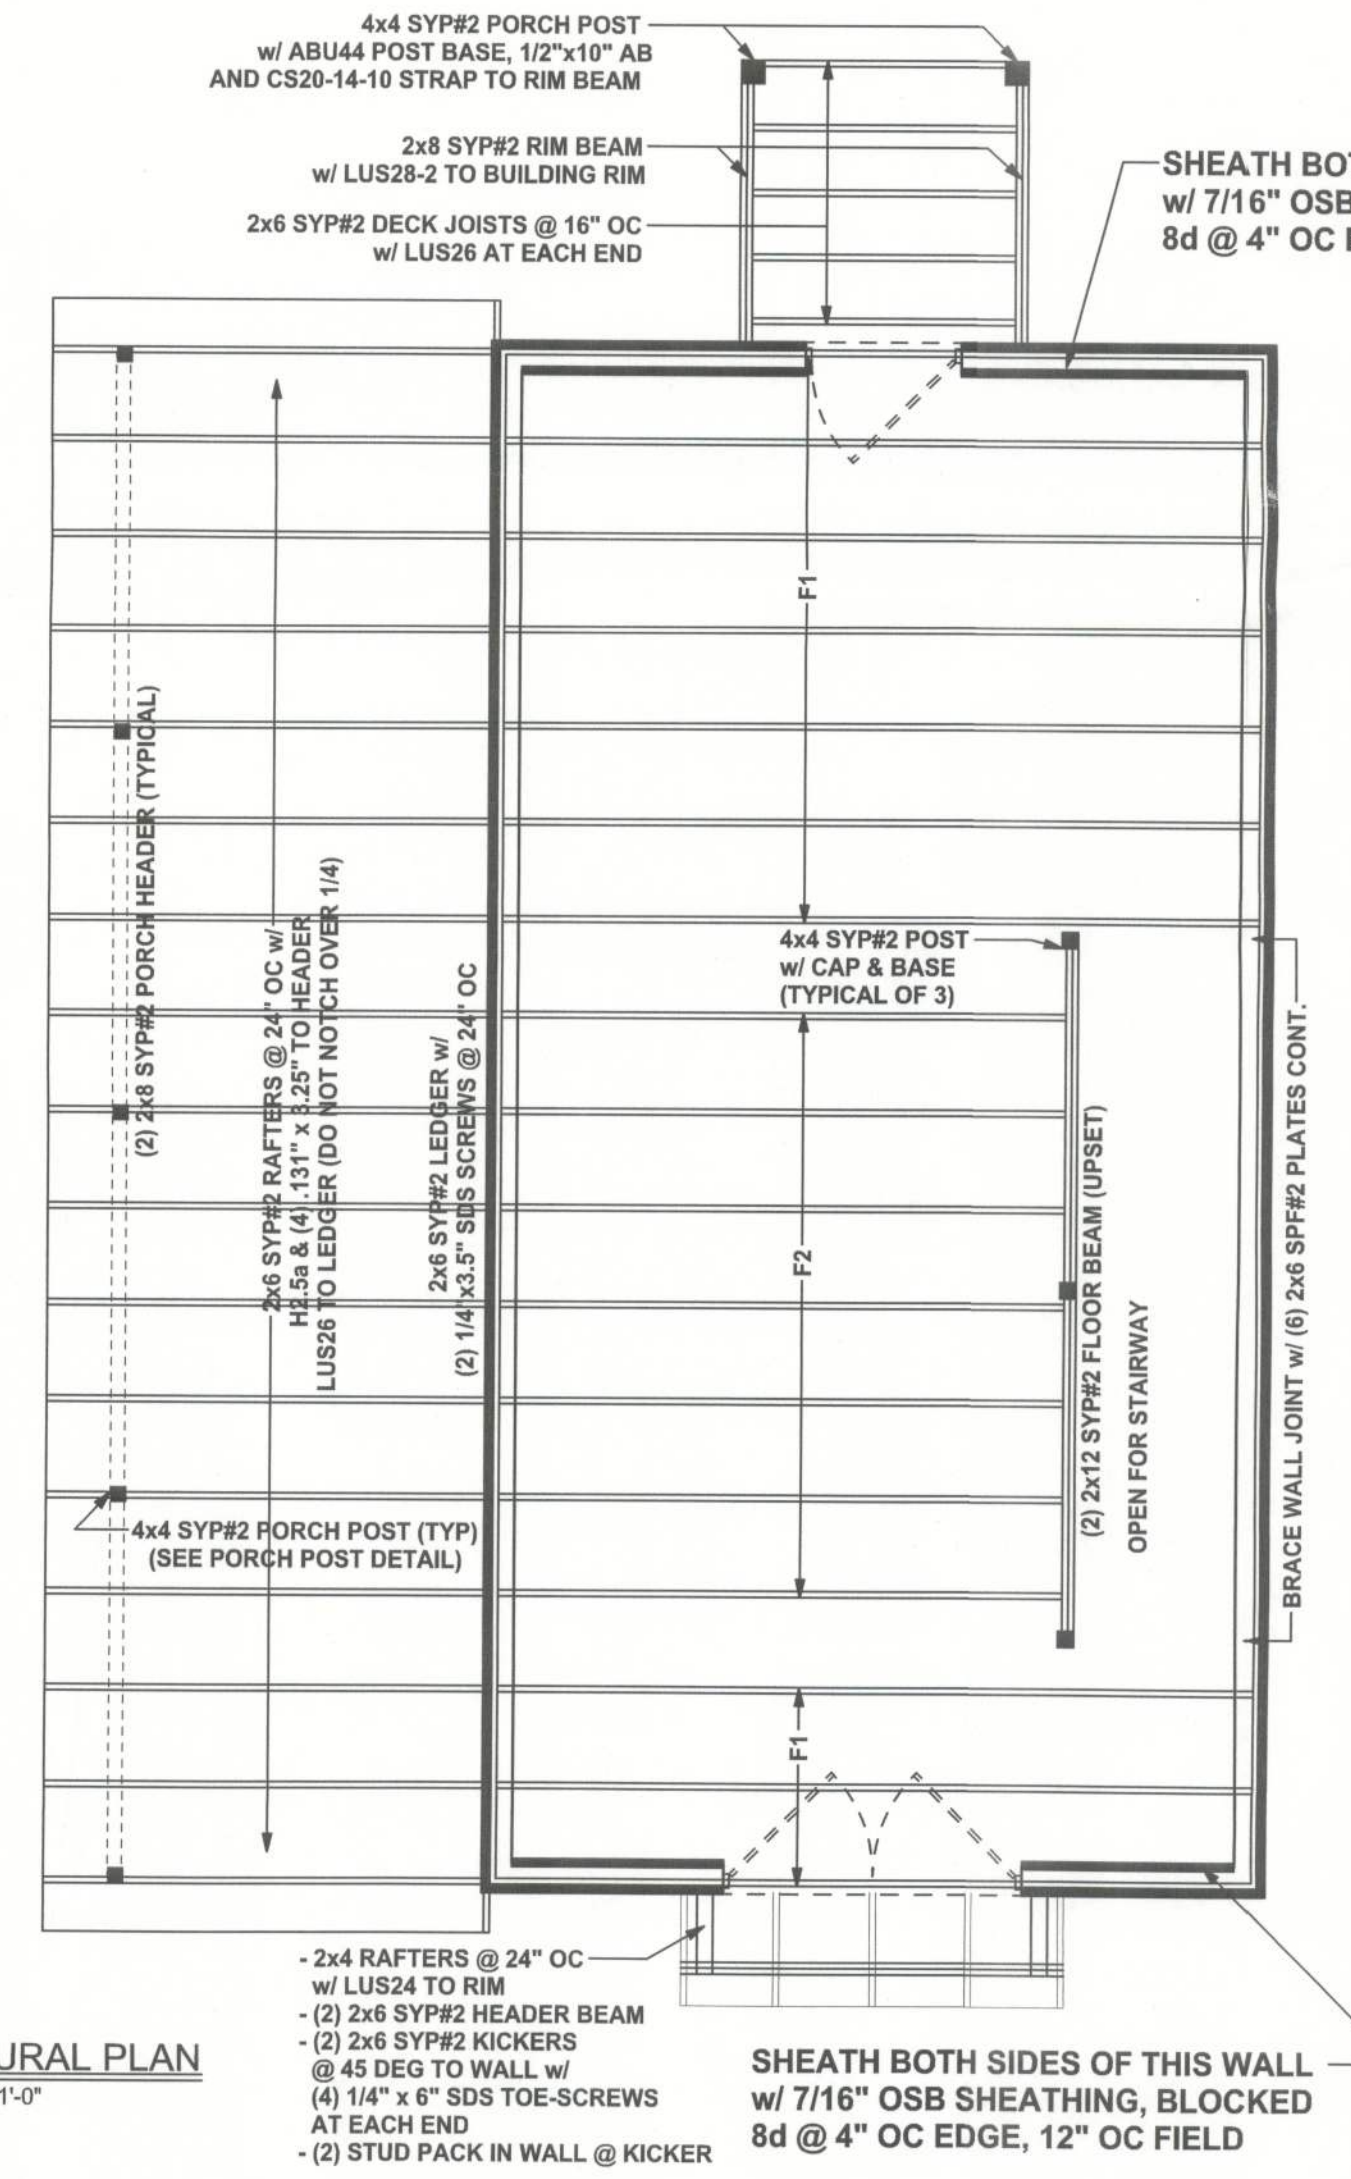 4x4 SYP#2 PORCH POST
w/ ABU44 POST BASE, 1/2"x10" AB
AND CS20-14-10 STRAP TO RIM BEAM
2x8 SYP#2 RIM BEAM
w/ LUS28-2 TO BUILDING RIM
2x6 SYP#2 DECK JOISTS @ 16" OC
w/ LUS26 AT EACH END
SHEATH BOT
w/ 7/16" OSB
8d @ 4" OC
F1
(2) 2x8 SYP#2 PORCH HEADER (TYPICAL)
2x6 SYP#2 RAFTERS @ 24" OC w/
H2.5a & (4) .131" x 3.25" TO HEADER
LUS26 TO LEDGER (DO NOT NOTCH OVER 1/4)
2x6 SYP#2 LEDGER w/
(2) 1/4"x3.5" SDS SCREWS @ 24" OC
4x4 SYP#2 POST
w/ CAP & BASE
(TYPICAL OF 3)
F2
(2) 2x12 SYP#2 FLOOR BEAM (UPSET)
OPEN FOR STAIRWAY
BRACE WALL JOINT w/ (6) 2x6 SPF#2 PLATES CONT.
4x4 SYP#2 PORCH POST (TYP)
(SEE PORCH POST DETAIL)
F1
- 2x4 RAFTERS @ 24" OC
w/ LUS24 TO RIM
- (2) 2x6 SYP#2 HEADER BEAM
- (2) 2x6 SYP#2 KICKERS
@ 45 DEG TO WALL w/
(4) 1/4" x 6" SDS TOE-SCREWS
AT EACH END
- (2) STUD PACK IN WALL @ KICKER
SHEATH BOTH SIDES OF THIS WALL
w/ 7/16" OSB SHEATHING, BLOCKED
8d @ 4" OC EDGE, 12" OC FIELD
URAL PLAN
1'-0"